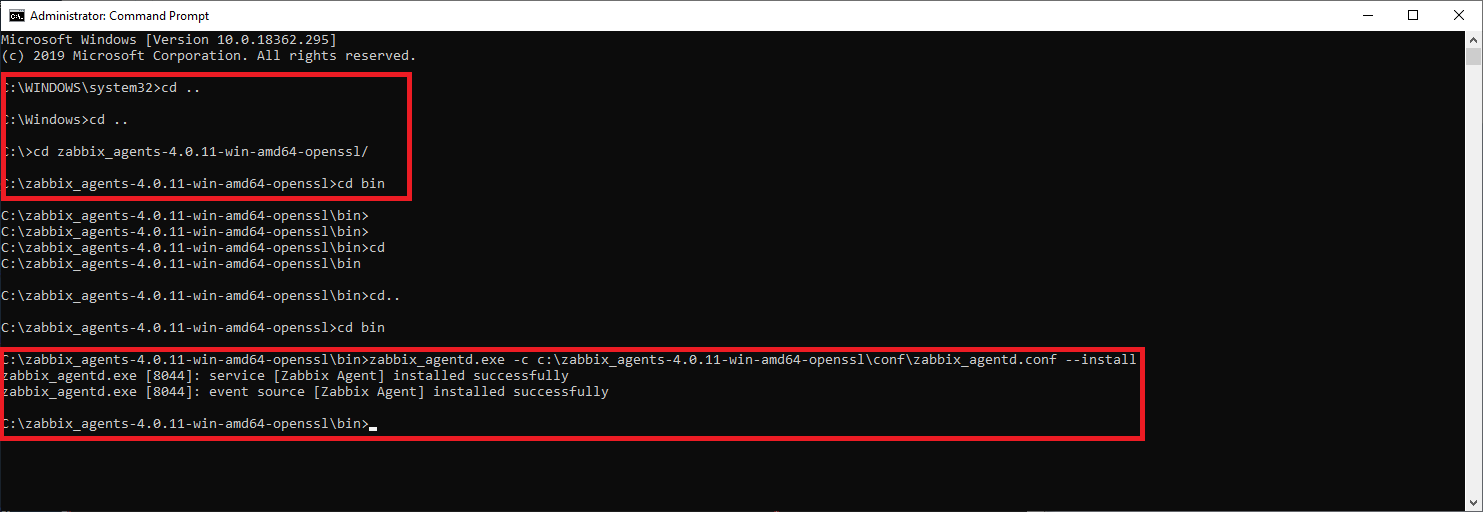 Administrator: Command Prompt
Microsoft Windows [Version 10.0.18362.295]
(c) 2019 Microsoft Corporation. All rights reserved.
C:\WINDOWS\system32>cd ..
C:\Windows>cd ..
C:\>cd zabbix_agents-4.0.11-win-amd64-openssl/
C:\zabbix_agents-4.0.11-win-amd64-openssl>cd bin
C:\zabbix_agents-4.0.11-win-amd64-openssl\bin>
C:\zabbix_agents-4.0.11-win-amd64-openssl\bin>
C:\zabbix_agents-4.0.11-win-amd64-openssl\bin>cd
C:\zabbix_agents-4.0.11-win-amd64-openssl\bin
C:\zabbix_agents-4.0.11-win-amd64-openssl\bin>cd..
C:\zabbix_agents-4.0.11-win-amd64-openssl>cd bin
C:\zabbix_agents-4.0.11-win-amd64-openssl\bin>zabbix_agentd.exe -c c:\zabbix_agents-4.0.11-win-amd64-openssl\conf\zabbix_agentd.conf --install
zabbix_agentd.exe [8044]: service [Zabbix Agent] installed successfully
zabbix_agentd.exe [8044]: event source [Zabbix Agent] installed successfully
C:\zabbix_agents-4.0.11-win-amd64-openssl\bin>